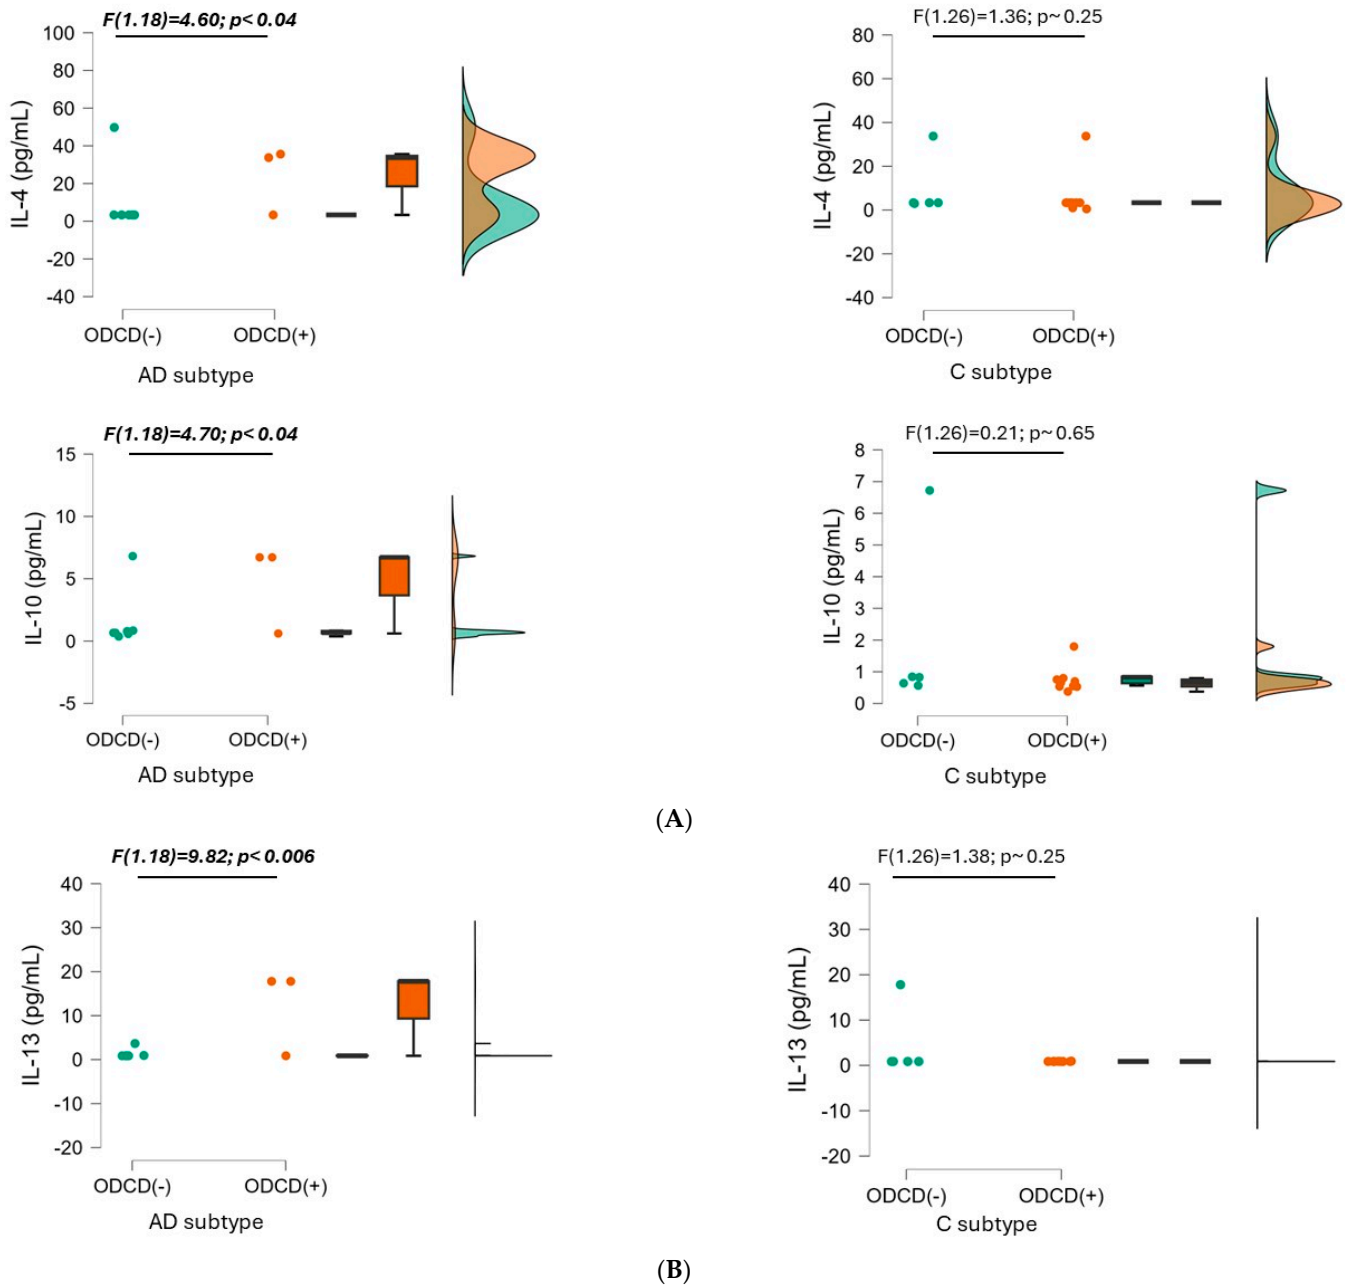 F(1.18)=4.60; p< 0.04
IL-4 (pg/mL)
100
80
60
40
20
0
-20
-40
ODCD(-) ODCD(+)
AD subtype
F(1.26)=1.36; p~ 0.25
IL-4 (pg/mL)
80
60
40
20
0
-20
-40
ODCD(-) ODCD(+)
C subtype
F(1.18)=4.70; p< 0.04
IL-10 (pg/mL)
15
10
5
0
-5
ODCD(-) ODCD(+)
AD subtype
F(1.26)=0.21; p~ 0.65
IL-10 (pg/mL)
8
7
6
5
4
3
2
1
0
ODCD(-) ODCD(+)
C subtype
(A)
F(1.18)=9.82; p< 0.006
IL-13 (pg/mL)
40
30
20
10
0
-10
-20
ODCD(-) ODCD(+)
AD subtype
F(1.26)=1.38; p~ 0.25
IL-13 (pg/mL)
40
30
20
10
0
-10
-20
ODCD(-) ODCD(+)
C subtype
(B)